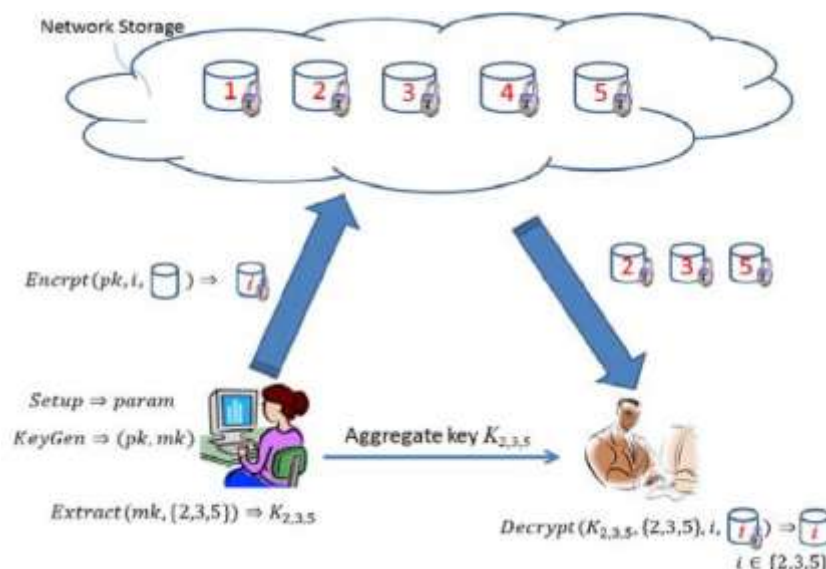 Network Storage
1 2 3 4 5
Encrpt(pk, i, ) ⇒ i
2 3 5
Setup ⇒ param
KeyGen ⇒ (pk, mk)
Aggregate key K2,3,5
Extract(mk, {2,3,5}) ⇒ K2,3,5
Decrypt(K2,3,5, {2,3,5}, i, i ) ⇒ i
i ∈ {2,3,5}